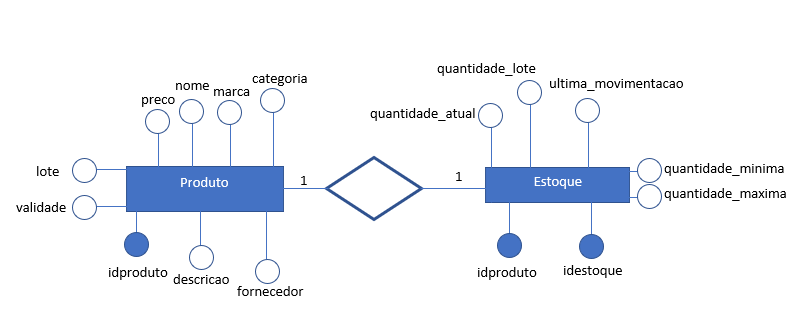 categoria
nome
preco
marca
lote
Produto
validade
idproduto
descricao
fornecedor
1
1
quantidade_lote
ultima_movimentacao
quantidade_atual
Estoque
quantidade_minima
quantidade_maxima
idproduto
idestoque